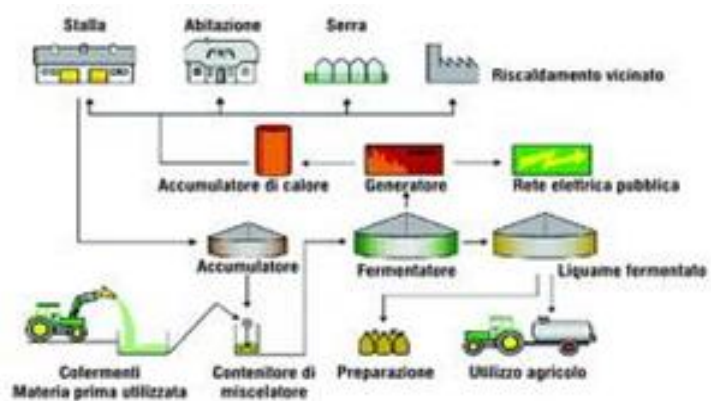 Stalla
Abitazione
Serra
Riscaldamento vicinato
Accumulatore di calore
Generatore
Rete elettrica pubblica
Accumulatore
Fermentatore
Liquame fermentato
Cofermenti
Materia prima utilizzata
Contenitore di
miscelatore
Preparazione
Utilizzo agricolo